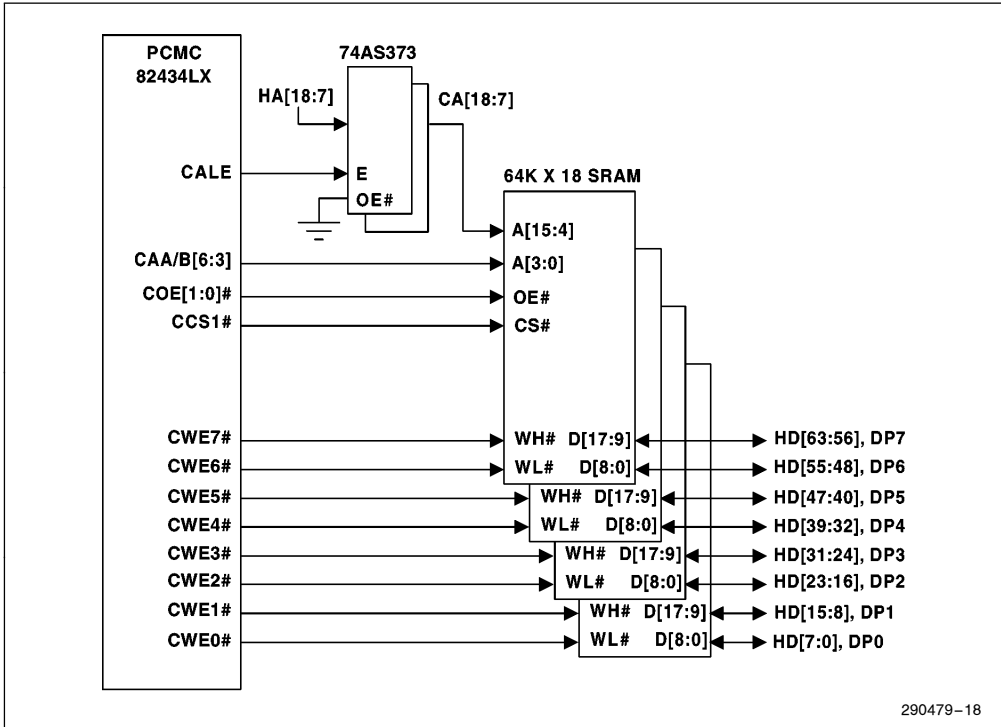 PCMC
82434LX
74AS373
HA[18:7]
CA[18:7]
CALE
E
OE#
64K X 18 SRAM
A[15:4]
CAA/B[6:3]
A[3:0]
COE[1:0]#
OE#
CCS1#
CS#
CWE7#
WH# D[17:9]
HD[63:56], DP7
CWE6#
WL# D[8:0]
HD[55:48], DP6
CWE5#
WH# D[17:9]
HD[47:40], DP5
CWE4#
WL# D[8:0]
HD[39:32], DP4
CWE3#
WH# D[17:9]
HD[31:24], DP3
CWE2#
WL# D[8:0]
HD[23:16], DP2
CWE1#
WH# D[17:9]
HD[15:8], DP1
CWE0#
WL# D[8:0]
HD[7:0], DP0
290479–18